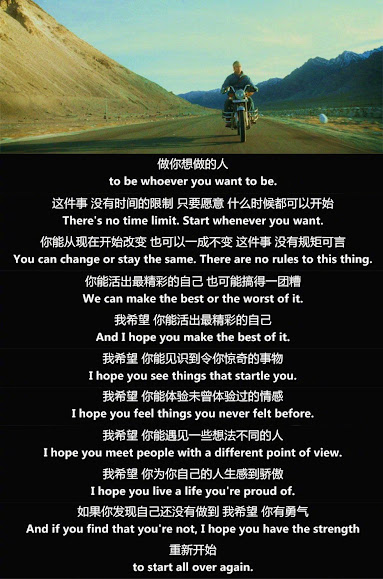 做你想做的人
to be whoever you want to be.
这件事 没有时间的限制 只要愿意 什么时候都可以开始
There's no time limit. Start whenever you want.
你能从现在开始改变 也可以一成不变 这件事 没有规矩可言
You can change or stay the same. There are no rules to this thing.
你能活出最精彩的自己 也可能搞得一团糟
We can make the best or the worst of it.
我希望 你能活出最精彩的自己
And I hope you make the best of it.
我希望 你能见识到令你惊奇的事物
I hope you see things that startle you.
我希望 你能体验未曾体验过的情感
I hope you feel things you never felt before.
我希望 你能遇见一些想法不同的人
I hope you meet people with a different point of view.
我希望 你为你自己的人生感到骄傲
I hope you live a life you're proud of.
如果你发现自己还没有做到 我希望 你有勇气
And if you find that you're not, I hope you have the strength
重新开始
to start all over again.